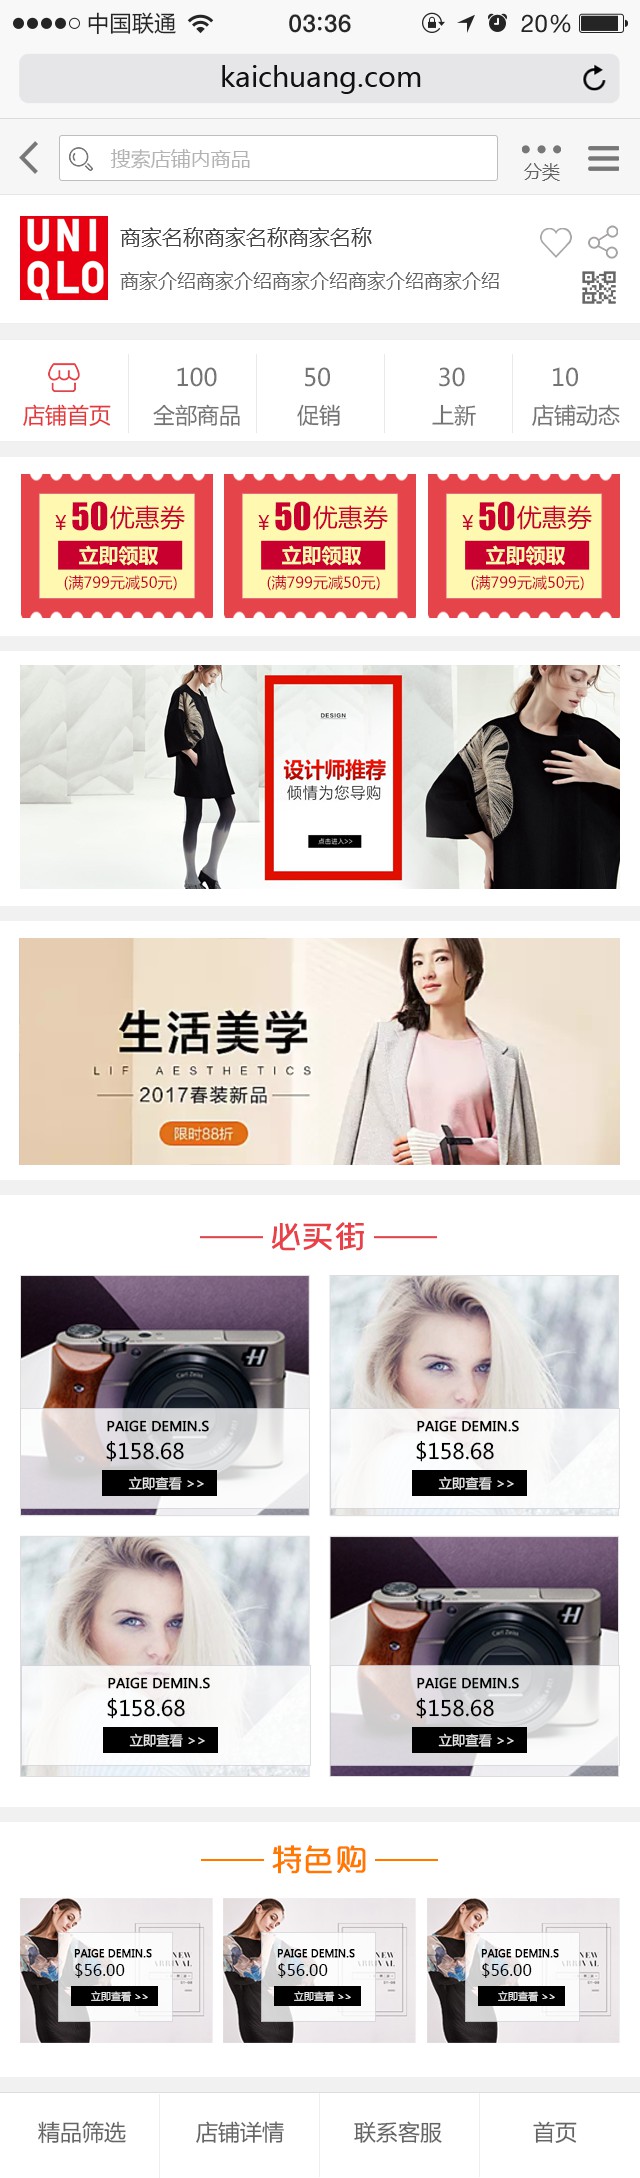 中国联通 03:36 20%
kaichuang.com
搜索店铺内商品
分类
UNI
QLO
商家名称商家名称商家名称
商家介绍商家介绍商家介绍商家介绍商家介绍
100 50 30 10
店铺首页 全部商品 促销 上新 店铺动态
¥50优惠券 ¥50优惠券 ¥50优惠券
立即领取 立即领取 立即领取
(满799元减50元) (满799元减50元) (满799元减50元)
DESIGN
设计师推荐
倾情为您导购
点击进入>>
生活美学
LIF AESTHETICS
2017春装新品
限时88折
必买街
H
Carl Zeiss
PAIGE DEMIN.S PAIGE DEMIN.S
$158.68 $158.68
立即查看 >> 立即查看 >>
H
Carl Zeiss
PAIGE DEMIN.S PAIGE DEMIN.S
$158.68 $158.68
立即查看 >> 立即查看 >>
特色购
PAIGE DEMIN.S NEW PAIGE DEMIN.S NEW PAIGE DEMIN.S NEW
$56.00 $56.00 $56.00
立即查看 >> 立即查看 >> 立即查看 >>
精品筛选 店铺详情 联系客服 首页